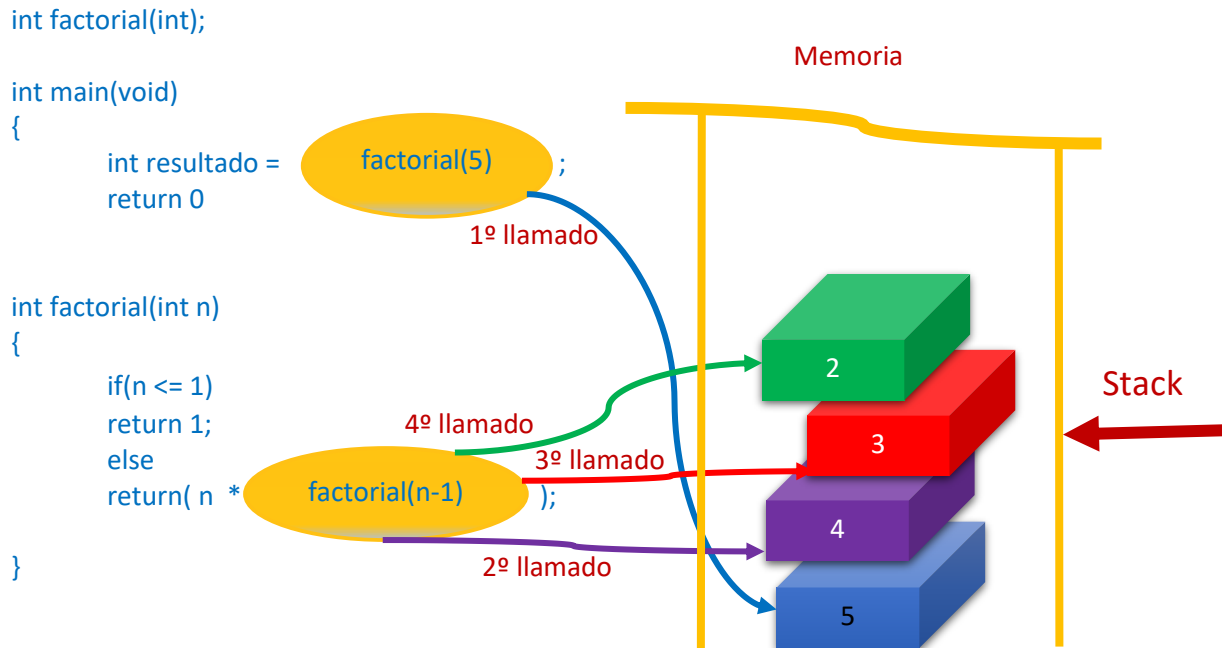 int factorial(int);
int main(void)
{
int resultado = factorial(5) ;
return 0
1º llamado
int factorial(int n)
{
if(n <= 1)
return 1;
else
return( n * factorial(n-1) );
}
4º llamado
3º llamado
2º llamado
Memoria
2
3
4
5
Stack